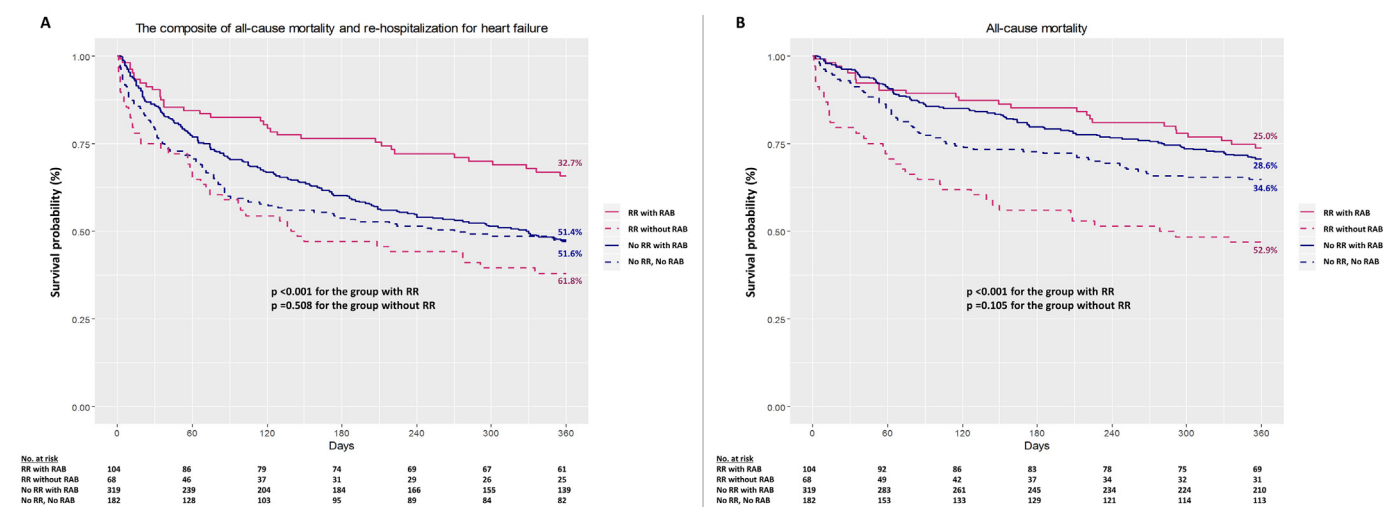 A
The composite of all-cause mortality and re-hospitalization for heart failure
Survival probability (%)
1.00
0.75
0.50
0.25
0.00
32.7%
51.4%
51.6%
61.8%
p <0.001 for the group with RR
p =0.508 for the group without RR
0 60 120 180 240 300 360
Days
RR with RAB
RR without RAB
No RR with RAB
No RR, No RAB
No. at risk
RR with RAB 104 86 79 74 69 67 61
RR without RAB 68 46 37 31 29 26 25
No RR with RAB 319 239 204 184 166 155 139
No RR, No RAB 182 128 103 95 89 84 82
B
All-cause mortality
Survival probability (%)
1.00
0.75
0.50
0.25
0.00
25.0%
28.6%
34.6%
52.9%
p <0.001 for the group with RR
p =0.105 for the group without RR
0 60 120 180 240 300 360
Days
RR with RAB
RR without RAB
No RR with RAB
No RR, No RAB
No. at risk
RR with RAB 104 92 86 83 78 75 69
RR without RAB 68 49 42 37 34 32 31
No RR with RAB 319 283 261 245 234 224 210
No RR, No RAB 182 153 133 129 121 114 113